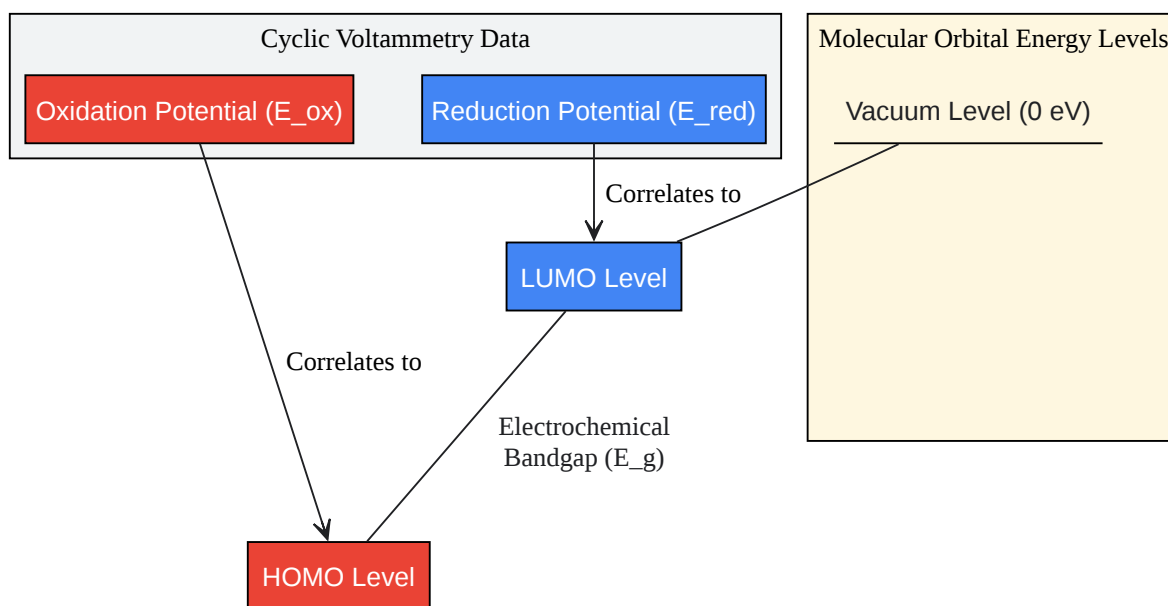 Cyclic Voltammetry Data
Molecular Orbital Energy Levels
Oxidation Potential (E_ox)
Reduction Potential (E_red)
Vacuum Level (0 eV)
Correlates to
LUMO Level
Correlates to
Electrochemical
Bandgap (E_g)
HOMO Level